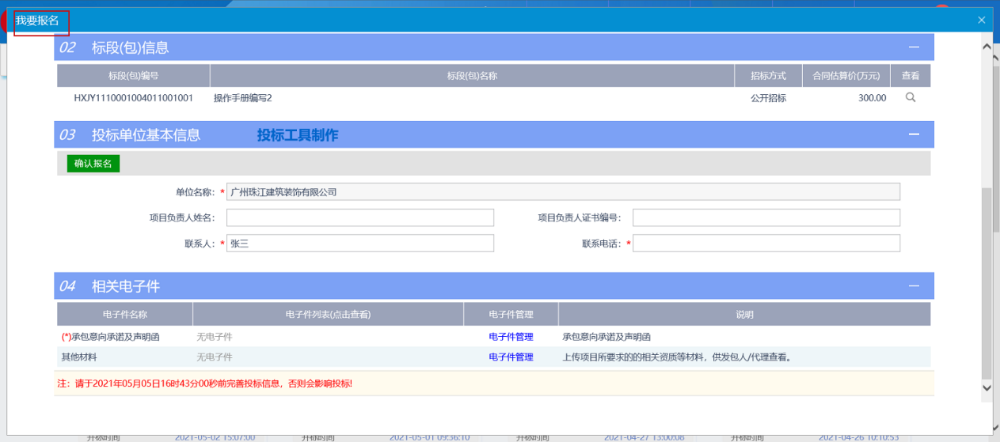 我要报名
02 标段(包)信息
标段(包)编号 标段(包)名称 招标方式 合同估算价(万元) 查看
HXJY1110001004011001001 操作手册编写2 公开招标 300.00
03 投标单位基本信息 投标工具制作
确认报名
单位名称：* 广州珠江建筑装饰有限公司
项目负责人姓名： 项目负责人证书编号：
联系人：* 张三 联系电话：*
04 相关电子件
电子件名称 电子件列表(点击查看) 电子件管理 说明
(*)承包意向承诺及声明函 无电子件 电子件管理 承包意向承诺及声明函
其他材料 无电子件 电子件管理 上传项目所要求的的相关资质等材料，供发包人/代理查看。
注：请于2021年05月05日16时43分00秒前完善投标信息，否则会影响投标!
开标时间 2021-05-02 15:07:00 开标时间 2021-05-01 09:36:10 开标时间 2021-04-27 13:00:08 开标时间 2021-04-26 10:10:53